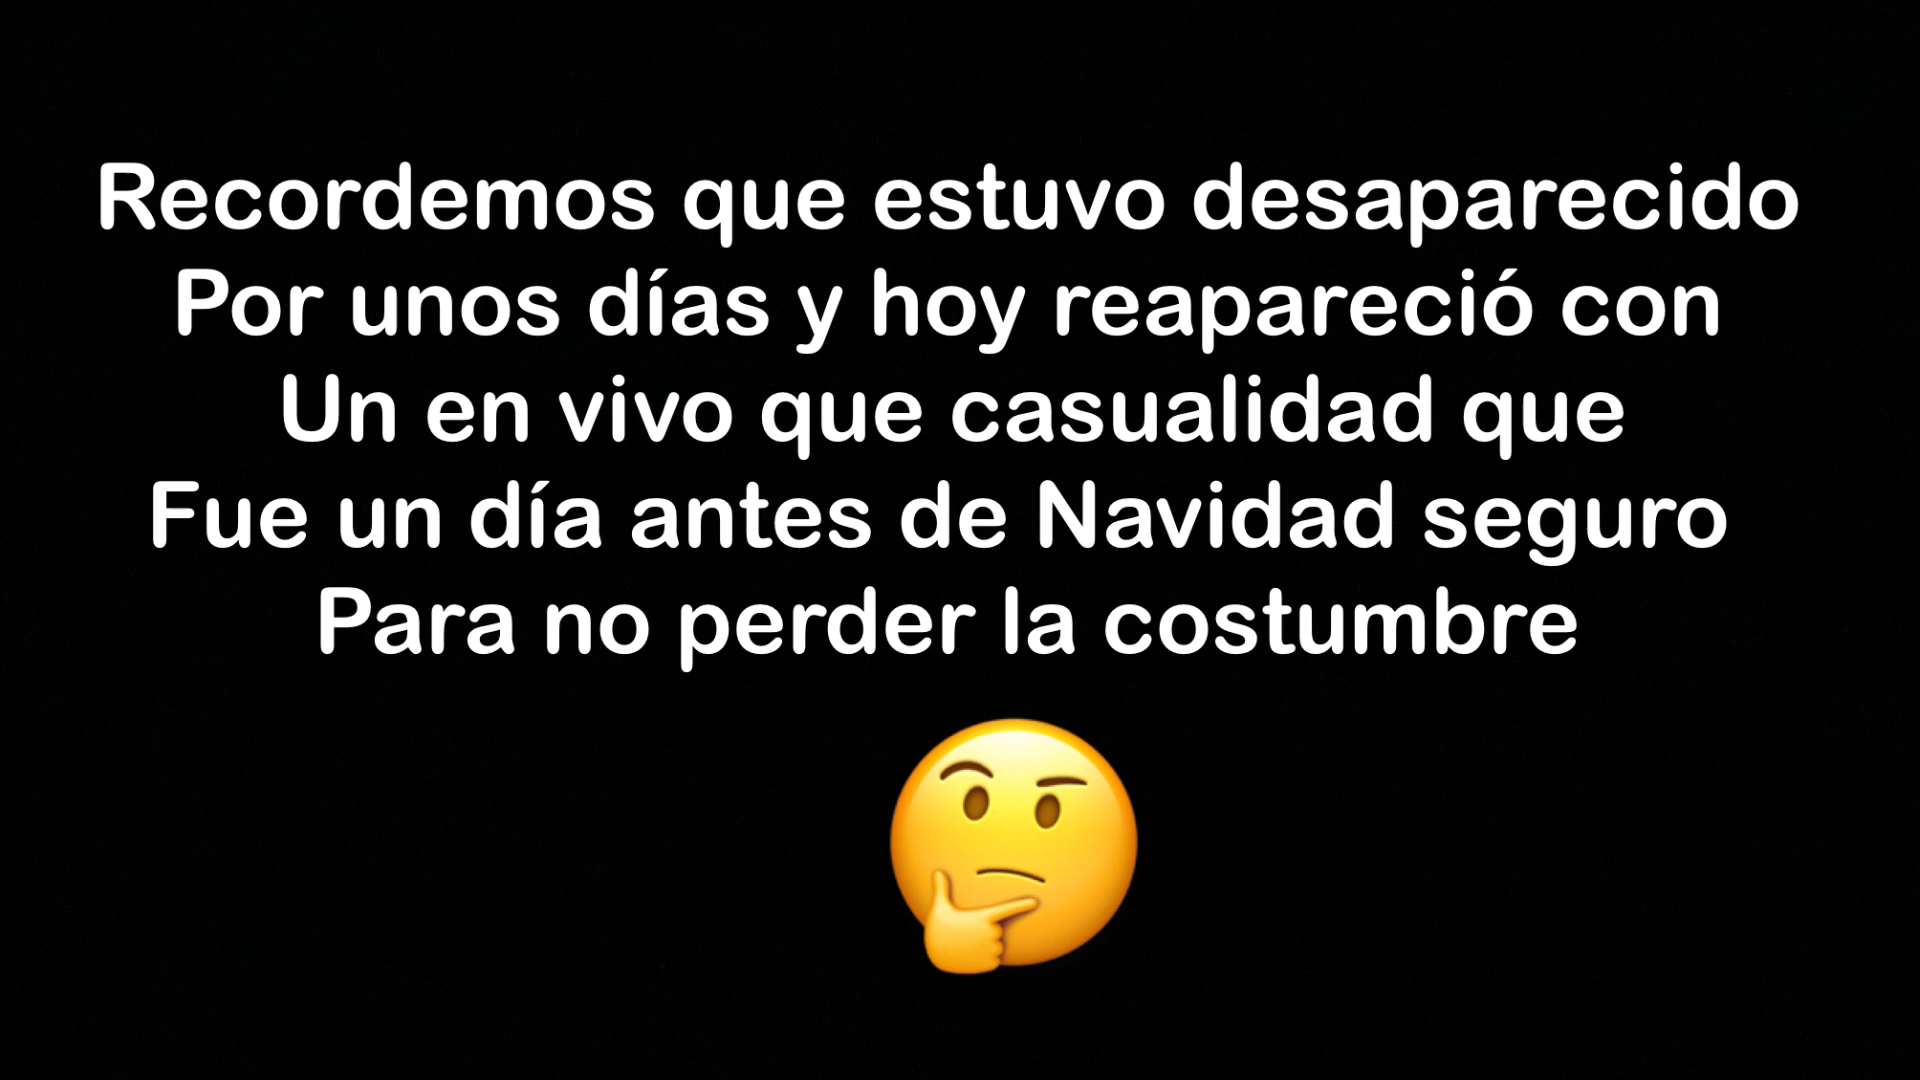 Recordemos que estuvo desaparecido
Por unos días y hoy reapareció con
Un en vivo que casualidad que
Fue un día antes de Navidad seguro
Para no perder la costumbre